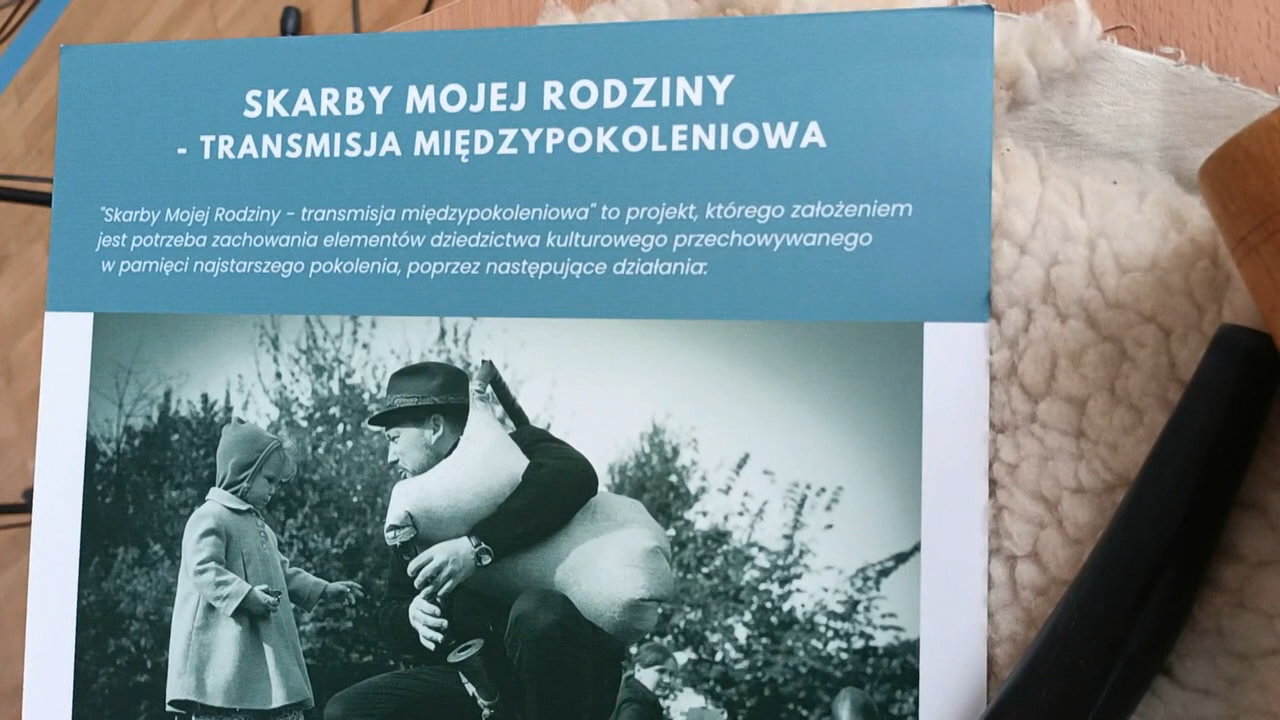 SKARBY MOJEJ RODZINY
- TRANSMISJA MIĘDZYPOKOLENIOWA
"Skarby Mojej Rodziny - transmisja międzypokoleniowa" to projekt, którego założeniem
jest potrzeba zachowania elementów dziedzictwa kulturowego przechowywanego
w pamięci najstarszego pokolenia, poprzez następujące działania: